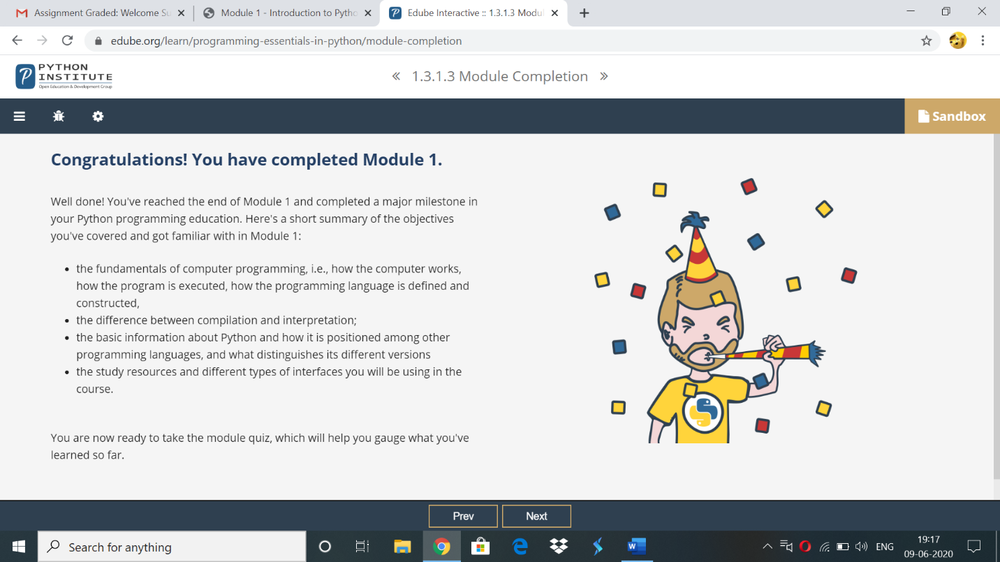 Assignment Graded: Welcome Su
Module 1 - Introduction to Pytho
Edube Interactive :: 1.3.1.3 Modul
edube.org/learn/programming-essentials-in-python/module-completion
PYTHON
INSTITUTE
Open Education & Development Group
« 1.3.1.3 Module Completion »
Sandbox
Congratulations! You have completed Module 1.
Well done! You've reached the end of Module 1 and completed a major milestone in
your Python programming education. Here's a short summary of the objectives
you've covered and got familiar with in Module 1:
• the fundamentals of computer programming, i.e., how the computer works,
how the program is executed, how the programming language is defined and
constructed,
• the difference between compilation and interpretation;
• the basic information about Python and how it is positioned among other
programming languages, and what distinguishes its different versions
• the study resources and different types of interfaces you will be using in the
course.
You are now ready to take the module quiz, which will help you gauge what you've
learned so far.
Prev
Next
Search for anything
ENG
19:17
09-06-2020